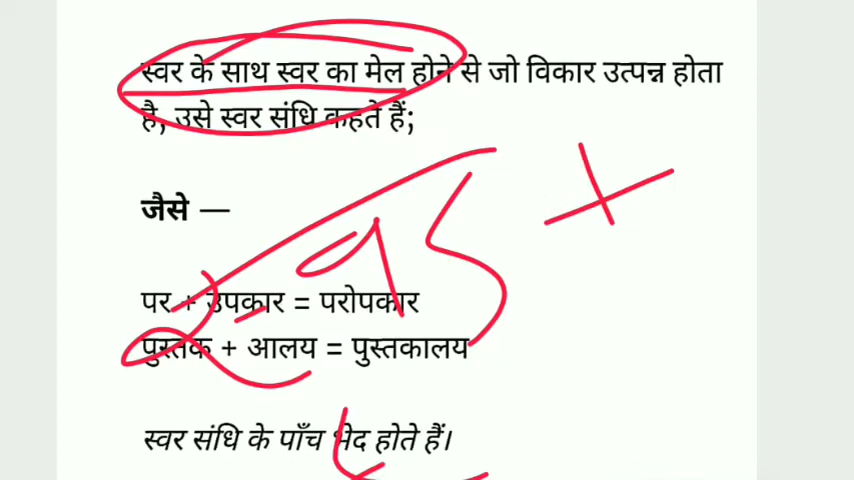 स्वर के साथ स्वर का मेल होने से जो विकार उत्पन्न होता
है, उसे स्वर संधि कहते हैं;
जैसे —
पर + उपकार = परोपकार
पुस्तक + आलय = पुस्तकालय
स्वर संधि के पाँच भेद होते हैं।